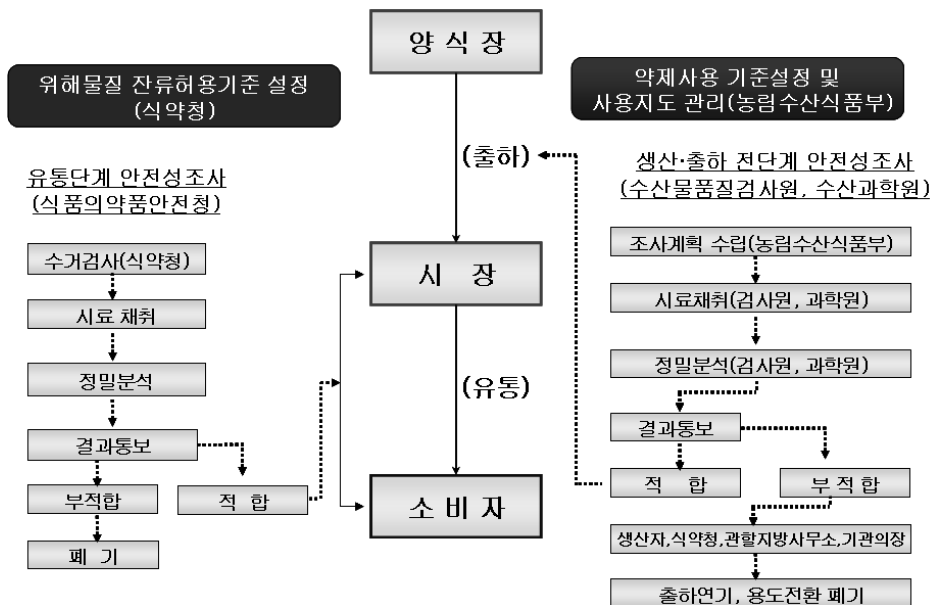 양 식 장
위해물질 잔류허용기준 설정
(식약청)
약제사용 기준설정 및
사용지도 관리(농림수산식품부)
(출하)
유통단계 안전성조사
(식품의약품안전청)
생산·출하 전단계 안전성조사
(수산물품질검사원, 수산과학원)
수거검사(식약청)
시료 채취
정밀분석
결과통보
부적합
적 합
폐 기
시 장
(유통)
소 비 자
조사계획 수립(농림수산식품부)
시료채취(검사원, 과학원)
정밀분석(검사원, 과학원)
결과통보
적 합
부 적 합
생산자,식약청,관할지방사무소,기관의장
출하연기, 용도전환 폐기